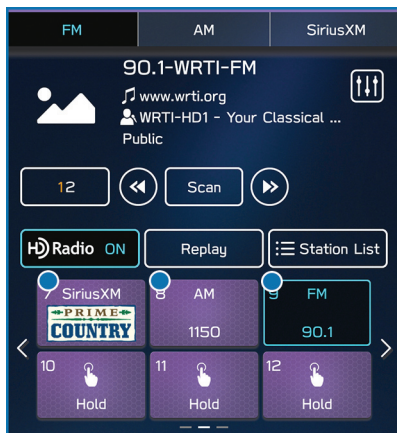 FM AM SiriusXM
90.1-WRTI-FM
www.wrti.org
WRTI-HD1 - Your Classical ...
Public
12 Scan
HD Radio ON Replay Station List
7 SiriusXM 8 AM 9 FM
PRIME
COUNTRY 1150 90.1
10 11 12
Hold Hold Hold